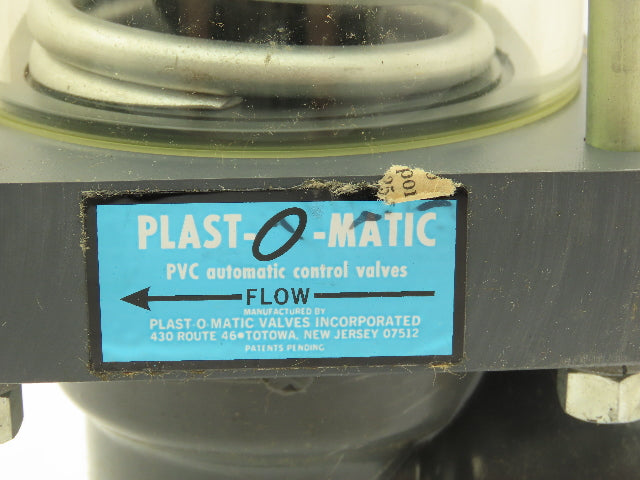 PLAST-O-MATIC
PVC automatic control valves
FLOW
MANUFACTURED BY
PLAST-O-MATIC VALVES INCORPORATED
430 ROUTE 46•TOTOWA, NEW JERSEY 07512
PATENTS PENDING